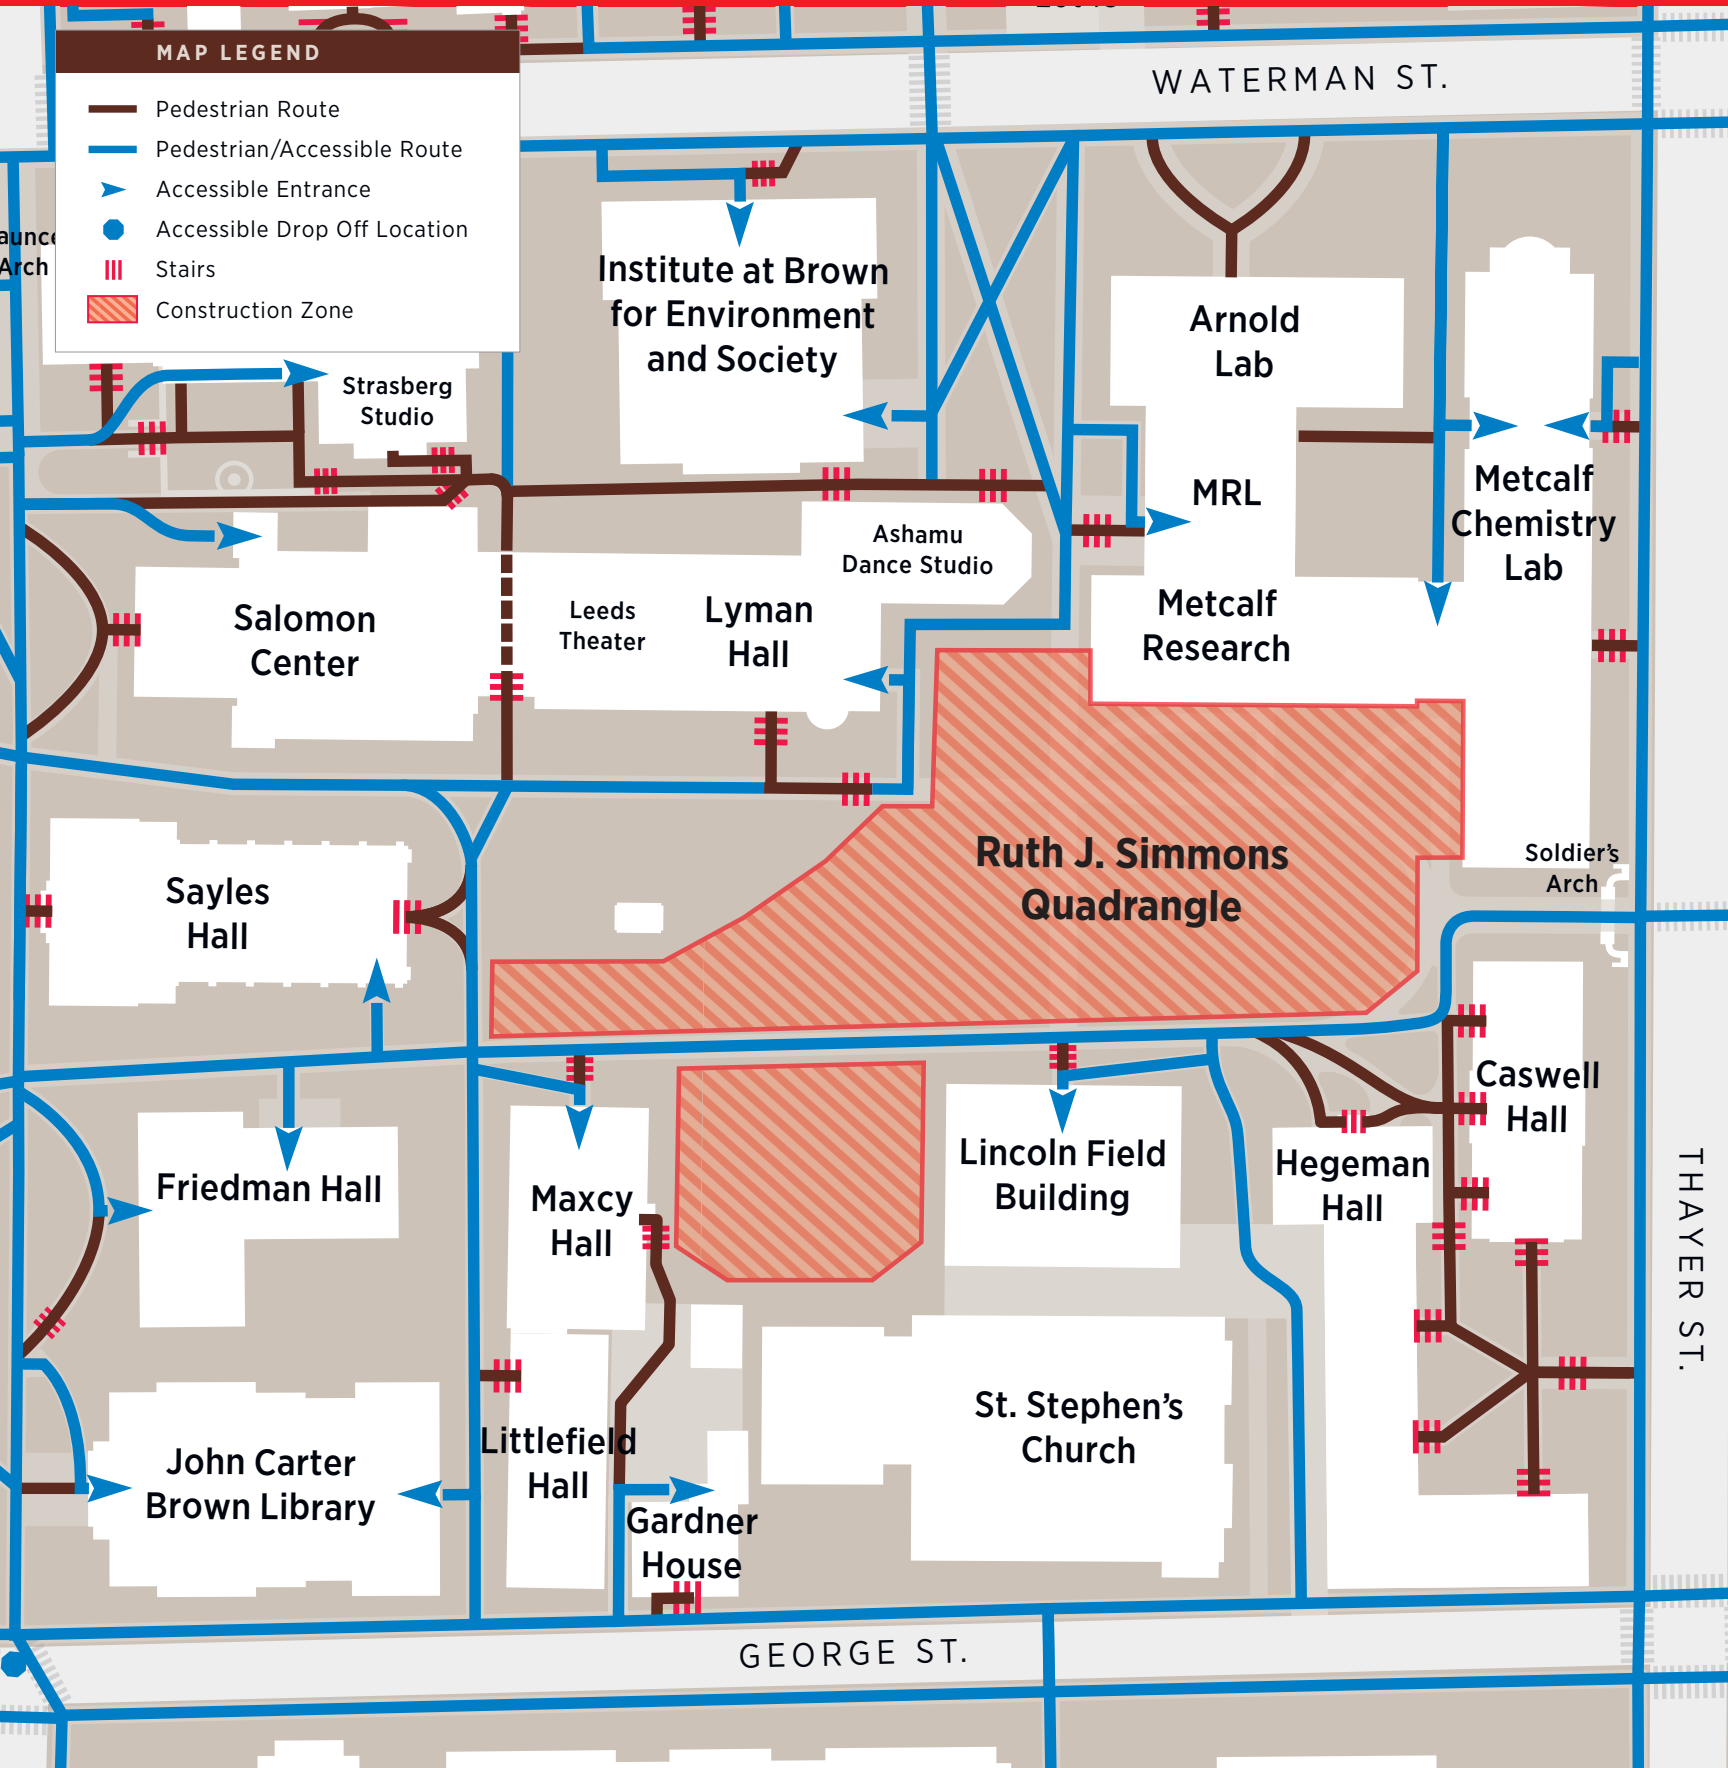 MAP LEGEND
Pedestrian Route
Pedestrian/Accessible Route
Accessible Entrance
Accessible Drop Off Location
Stairs
Construction Zone
WATERMAN ST.
Arch
Institute at Brown
for Environment
and Society
Arnold
Lab
Strasberg
Studio
MRL
Metcalf
Chemistry
Lab
Ashamu
Dance Studio
Salomon
Center
Leeds
Theater
Lyman
Hall
Metcalf
Research
Ruth J. Simmons
Quadrangle
Soldier’s
Arch
Sayles
Hall
Caswell
Hall
Friedman Hall
Maxcy
Hall
Lincoln Field
Building
Hegeman
Hall
THAYER ST.
John Carter
Brown Library
Littlefield
Hall
St. Stephen’s
Church
Gardner
House
GEORGE ST.